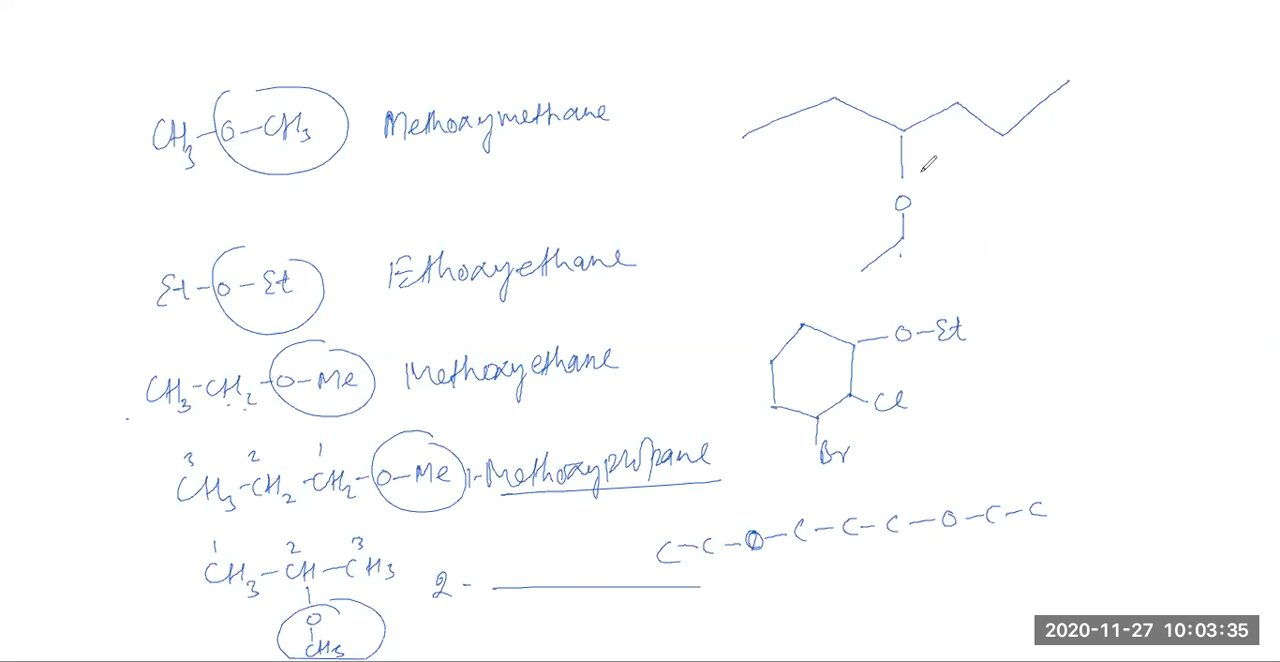 CH3-O-CH3 Methoxymethane
O
Et-O-Et Ethoxyethane
O-Et
Cl
Br
CH3-CH2-O-Me Methoxyethane
3 2 1
CH3-CH2-CH2-O-Me 1-Methoxypropane
C-C-O-C-C-C-O-C-C
1 2 3
CH3-CH-CH3 2-
O
CH3
2020-11-27 10:03:35